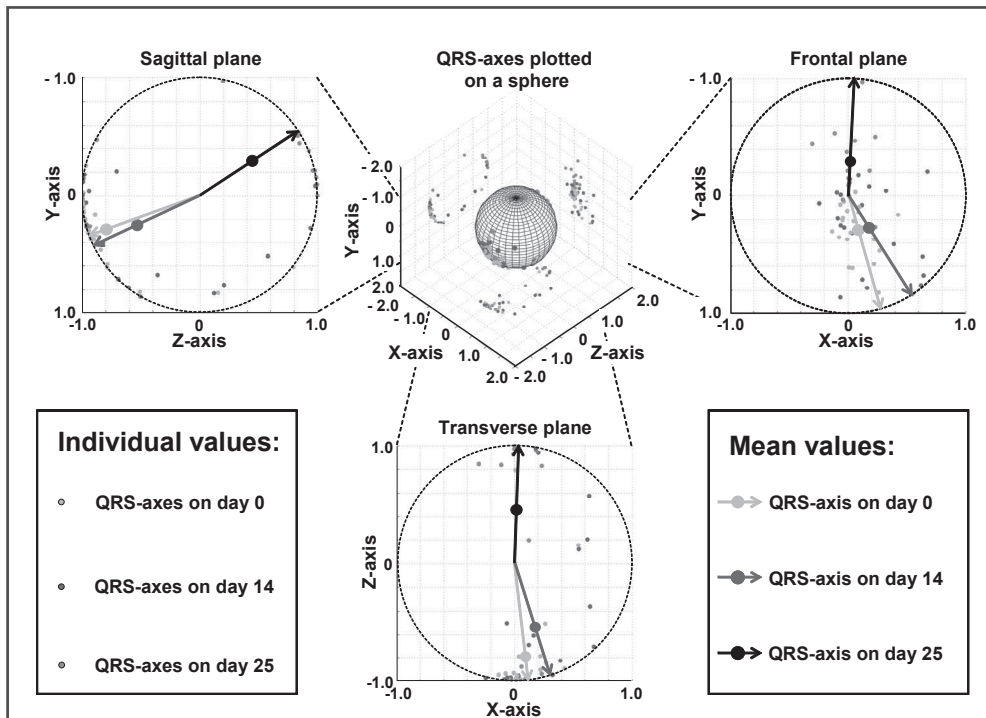 Sagittal plane
- 1.0
0
1.0
Y-axis
-1.0
0
1.0
Z-axis
QRS-axes plotted
on a sphere
- 2.0
- 1.0
0
1.0
2.0
Y-axis
- 2.0
- 1.0
0
1.0
2.0
X-axis
- 2.0
- 1.0
0
1.0
2.0
Z-axis
Frontal plane
- 1.0
0
1.0
Y-axis
-1.0
0
1.0
X-axis
Individual values:
QRS-axes on day 0
QRS-axes on day 14
QRS-axes on day 25
Transverse plane
1.0
0
-1.0
Z-axis
-1.0
0
1.0
X-axis
Mean values:
QRS-axis on day 0
QRS-axis on day 14
QRS-axis on day 25